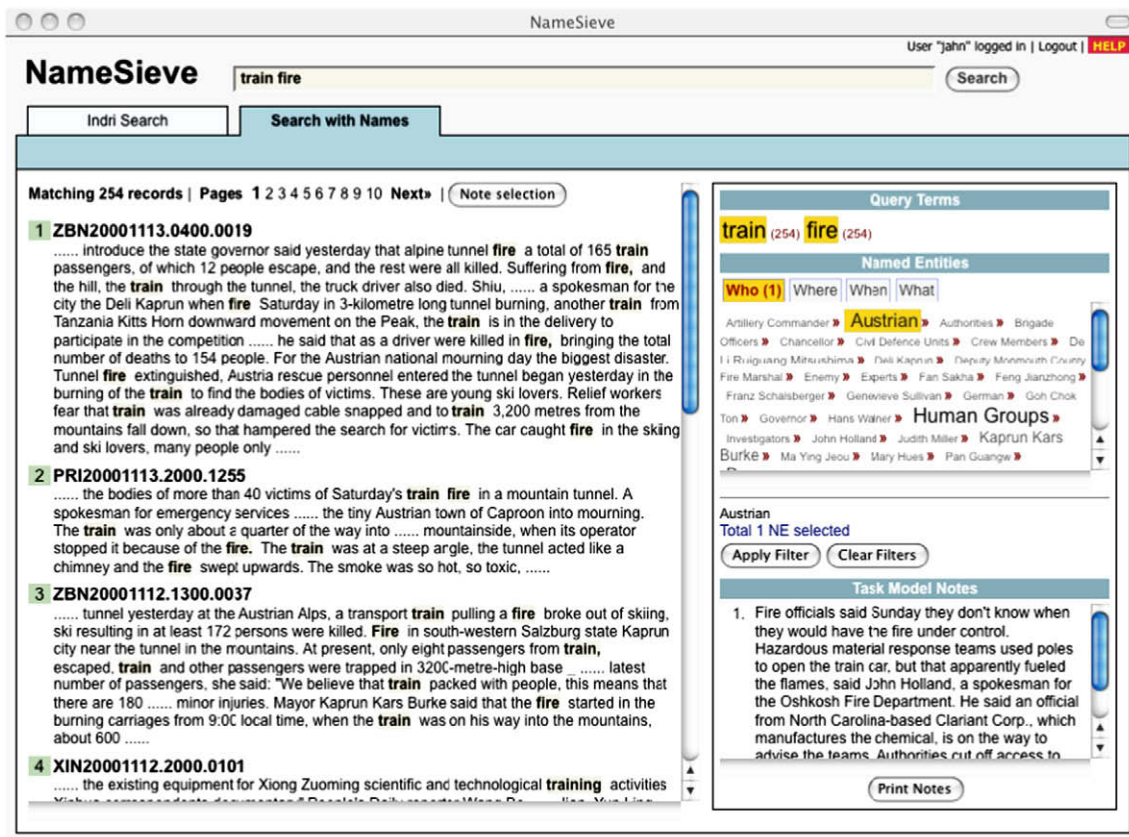 NameSieve
User "jahn" logged in | Logout | HELP
NameSieve
train fire
Search
Indri Search
Search with Names
Matching 254 records | Pages 1 2 3 4 5 6 7 8 9 10 Next» | Note selection
1 ZBN20001113.0400.0019
...... introduce the state governor said yesterday that alpine tunnel fire a total of 165 train
passengers, of which 12 people escape, and the rest were all killed. Suffering from fire, and
the hill, the train through the tunnel, the truck driver also died. Shiu, ...... a spokesman for the
city the Deli Kaprun when fire Saturday in 3-kilometre long tunnel burning, another train from
Tanzania Kitts Horn downward movement on the Peak, the train is in the delivery to
participate in the competition ...... he said that as a driver were killed in fire, bringing the total
number of deaths to 154 people. For the Austrian national mourning day the biggest disaster.
Tunnel fire extinguished, Austria rescue personnel entered the tunnel began yesterday in the
burning of the train to find the bodies of victims. These are young ski lovers. Relief workers
fear that train was already damaged cable snapped and to train 3,200 metres from the
mountains fall down, so that hampered the search for victims. The car caught fire in the skiing
and ski lovers, many people only ......
2 PRI20001113.2000.1255
...... the bodies of more than 40 victims of Saturday's train fire in a mountain tunnel. A
spokesman for emergency services ...... the tiny Austrian town of Caproon into mourning.
The train was only about a quarter of the way into ...... mountainside, when its operator
stopped it because of the fire. The train was at a steep angle, the tunnel acted like a
chimney and the fire swept upwards. The smoke was so hot, so toxic, ......
3 ZBN20001112.1300.0037
...... tunnel yesterday at the Austrian Alps, a transport train pulling a fire broke out of skiing,
ski resulting in at least 172 persons were killed. Fire in south-western Salzburg state Kaprun
city near the tunnel in the mountains. At present, only eight passengers from train,
escaped, train and other passengers were trapped in 3200-metre-high base _ ...... latest
number of passengers, she said: "We believe that train packed with people, this means that
there are 180 ...... minor injuries. Mayor Kaprun Kars Burke said that the fire started in the
burning carriages from 9:00 local time, when the train was on his way into the mountains,
about 600 ......
4 XIN20001112.2000.0101
...... the existing equipment for Xiong Zuoming scientific and technological training activities
Query Terms
train (254) fire (254)
Named Entities
Who (1) Where When What
Artillery Commander » Austrian » Authorities » Brigade
Officers » Chancellor » Civil Defence Units » Crew Members » De
Li Ruiguang Mitsushima » Deli Kaprun » Deputy Monmouth County
Fire Marshal » Enemy » Experts » Fan Sakha » Feng Jianzhong »
Franz Schalsberger » Genevieve Sullivan » German » Goh Chok
Ton » Governor » Hans Walner » Human Groups »
Investigators » John Holland » Judith Miller » Kaprun Kars
Burke » Ma Ying Jeou » Mary Hues » Pan Guangw »
Austrian
Total 1 NE selected
Apply Filter Clear Filters
Task Model Notes
1. Fire officials said Sunday they don't know when
they would have the fire under control.
Hazardous material response teams used poles
to open the train car, but that apparently fueled
the flames, said John Holland, a spokesman for
the Oshkosh Fire Department. He said an official
from North Carolina-based Clariant Corp., which
manufactures the chemical, is on the way to
advise the teams. Authorities cut off access to
Print Notes